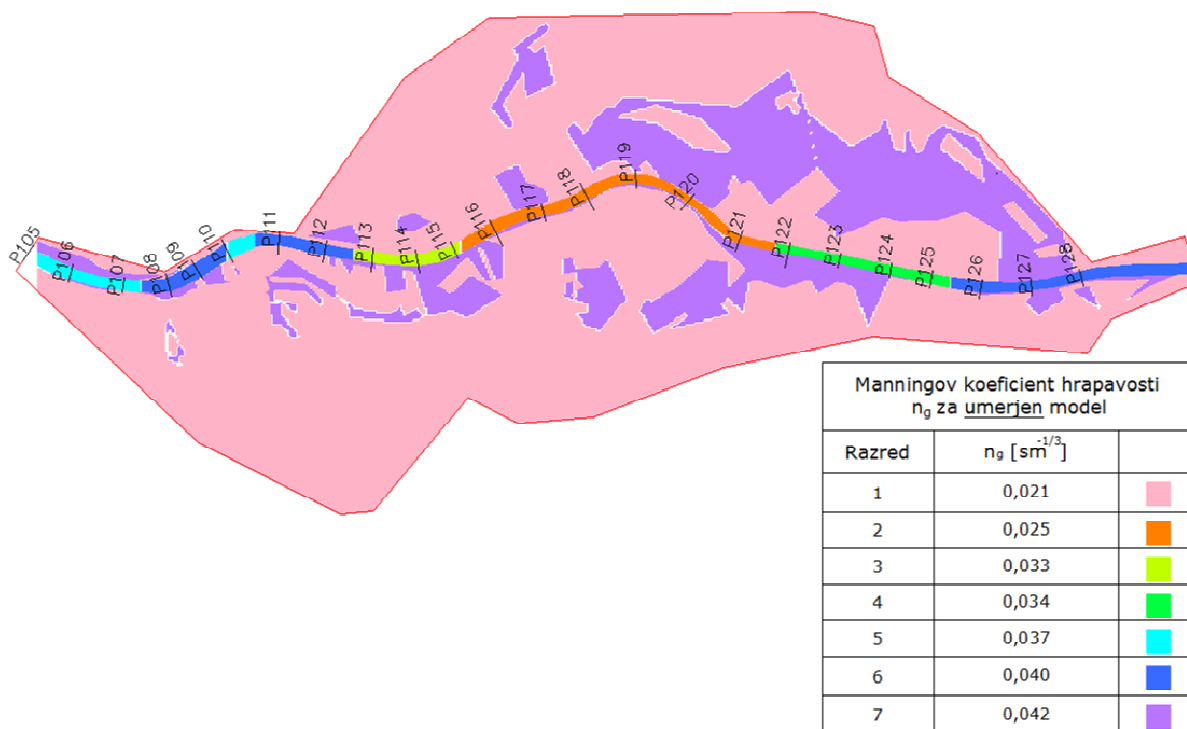 P105
P106
P107
P108
P109
P110
P111
P112
P113
P114
P115
P116
P117
P118
P119
P120
P121
P122
P123
P124
P125
P126
P127
P128
Manningov koeficient hrapavosti
ng za umerjen model
Razred ng [sm-1/3]
1 0,021
2 0,025
3 0,033
4 0,034
5 0,037
6 0,040
7 0,042